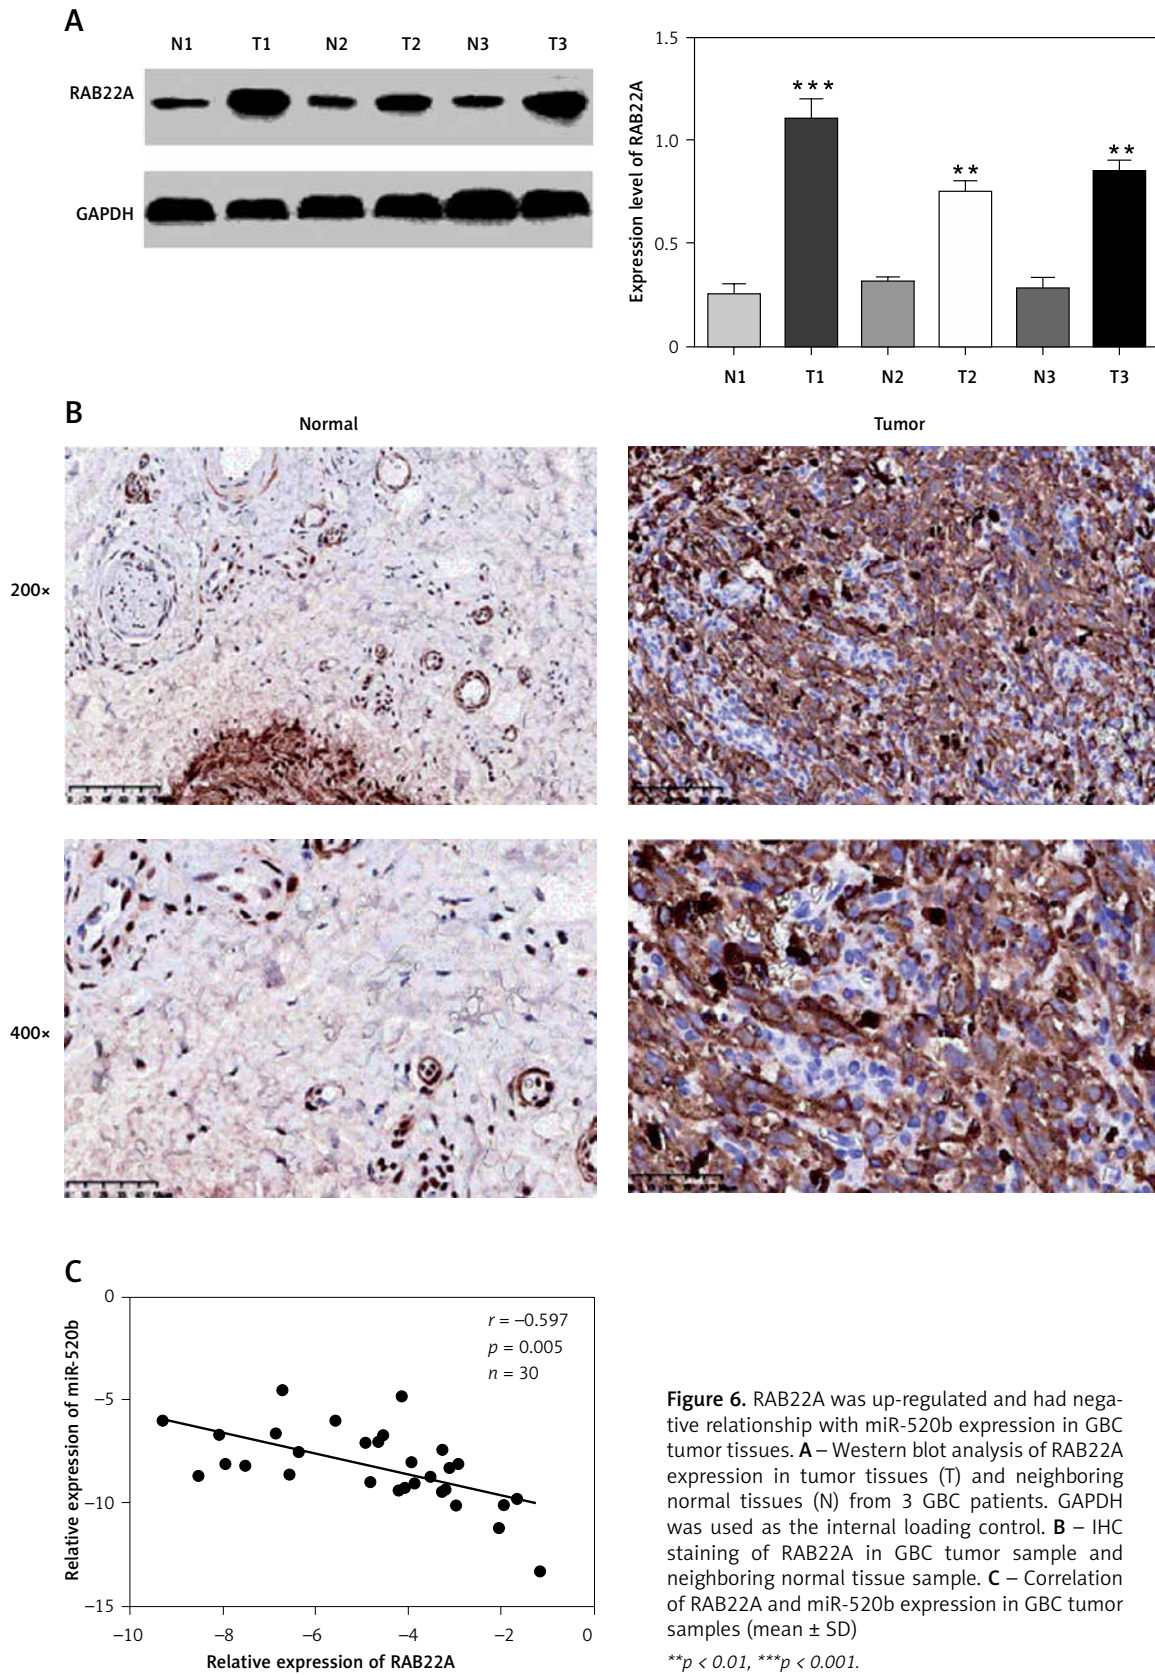 A
N1 T1 N2 T2 N3 T3
RAB22A
GAPDH
Expression level of RAB22A
1.5
1.0
0.5
0
***
**
**
N1 T1 N2 T2 N3 T3
B
Normal Tumor
200×
400×
C
Relative expression of miR-520b
0
–5
–10
–15
r = –0.597
p = 0.005
n = 30
–10 –8 –6 –4 –2 0
Relative expression of RAB22A
Figure 6. RAB22A was up-regulated and had nega-
tive relationship with miR-520b expression in GBC
tumor tissues. A – Western blot analysis of RAB22A
expression in tumor tissues (T) and neighboring
normal tissues (N) from 3 GBC patients. GAPDH
was used as the internal loading control. B – IHC
staining of RAB22A in GBC tumor sample and
neighboring normal tissue sample. C – Correlation
of RAB22A and miR-520b expression in GBC tumor
samples (mean ± SD)
**p < 0.01, ***p < 0.001.